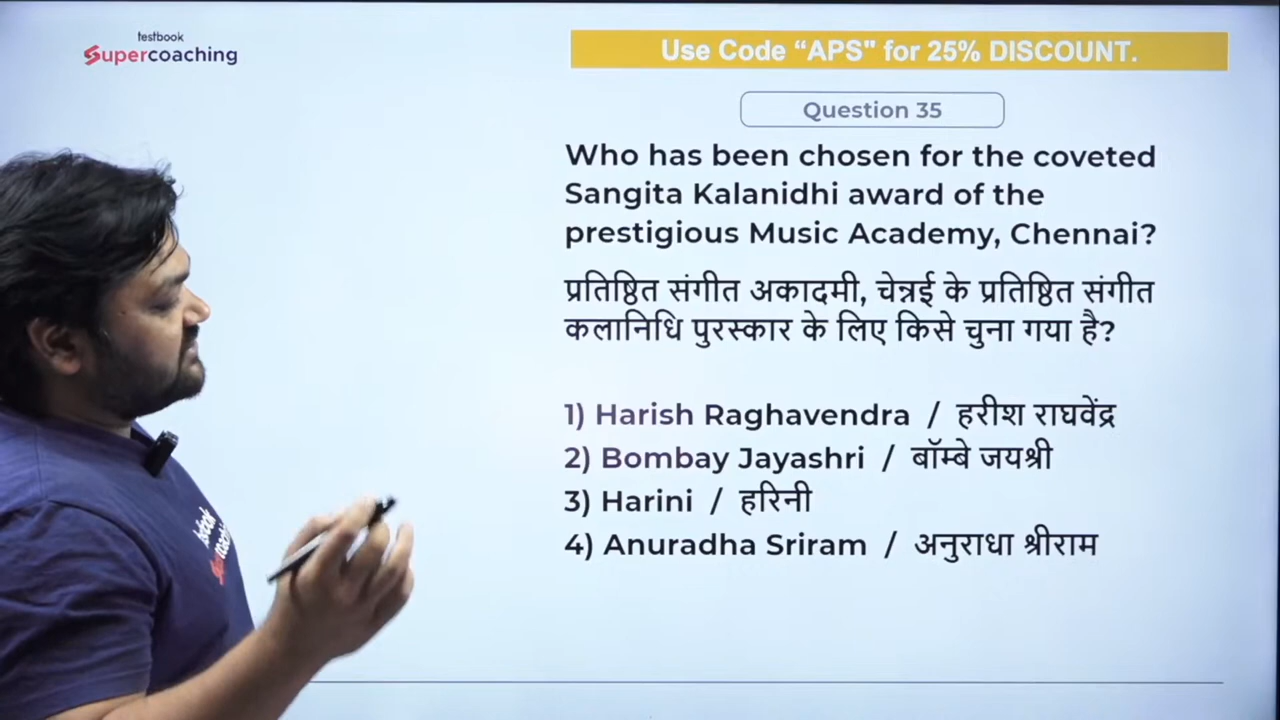 testbook
Supercoaching
Use Code “APS" for 25% DISCOUNT.
Question 35
Who has been chosen for the coveted
Sangita Kalanidhi award of the
prestigious Music Academy, Chennai?
प्रतिष्ठित संगीत अकादमी, चेन्नई के प्रतिष्ठित संगीत
कलानिधि पुरस्कार के लिए किसे चुना गया है?
1) Harish Raghavendra / हरीश राघवेंद्र
2) Bombay Jayashri / बॉम्बे जयश्री
3) Harini / हरिनी
4) Anuradha Sriram / अनुराधा श्रीराम